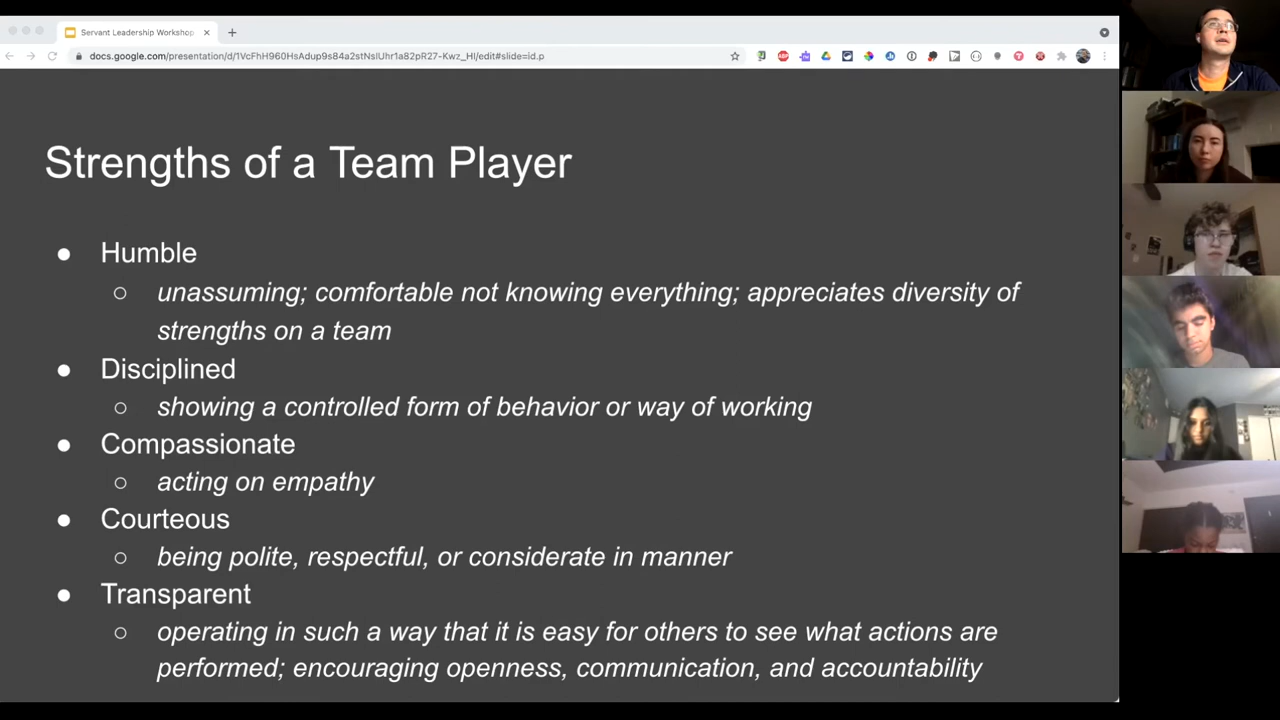 Servant Leadership Workshop
docs.google.com/presentation/d/1VcFhH960HsAdup9s84a2stNslUhr1a82pR27-Kwz_HI/edit#slide=id.p
Strengths of a Team Player
● Humble
○ unassuming; comfortable not knowing everything; appreciates diversity of
strengths on a team
● Disciplined
○ showing a controlled form of behavior or way of working
● Compassionate
○ acting on empathy
● Courteous
○ being polite, respectful, or considerate in manner
● Transparent
○ operating in such a way that it is easy for others to see what actions are
performed; encouraging openness, communication, and accountability